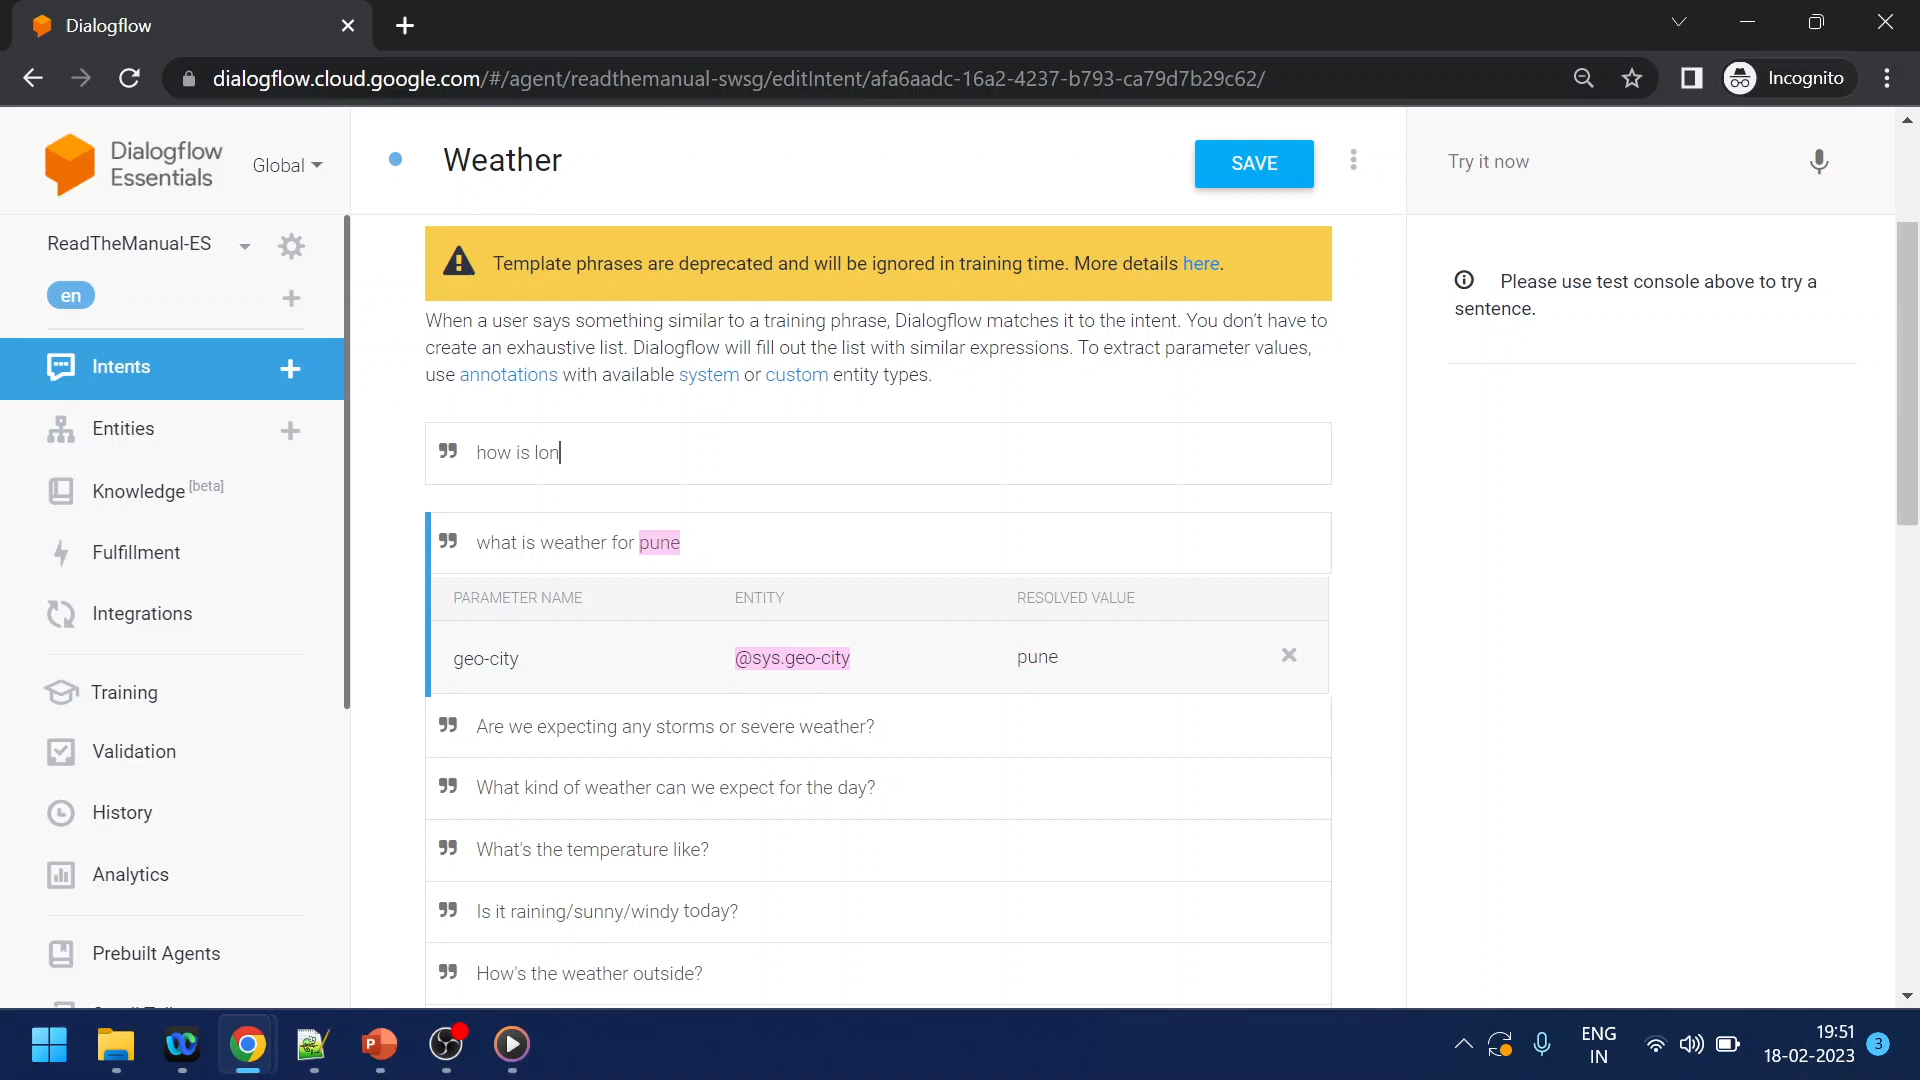 Dialogflow
dialogflow.cloud.google.com/#/agent/readthemanual-swsg/editIntent/afa6aadc-16a2-4237-b793-ca79d7b29c62/
Incognito
Dialogflow
Essentials
Global
Weather
SAVE
Try it now
ReadTheManual-ES
en
Intents
Entities
Knowledge [beta]
Fulfillment
Integrations
Training
Validation
History
Analytics
Prebuilt Agents
Template phrases are deprecated and will be ignored in training time. More details here.
When a user says something similar to a training phrase, Dialogflow matches it to the intent. You don't have to
create an exhaustive list. Dialogflow will fill out the list with similar expressions. To extract parameter values,
use annotations with available system or custom entity types.
how is lon
what is weather for pune
PARAMETER NAME ENTITY RESOLVED VALUE
geo-city @sys.geo-city pune
Are we expecting any storms or severe weather?
What kind of weather can we expect for the day?
What's the temperature like?
Is it raining/sunny/windy today?
How's the weather outside?
Please use test console above to try a
sentence.
ENG
IN
19:51
18-02-2023
3